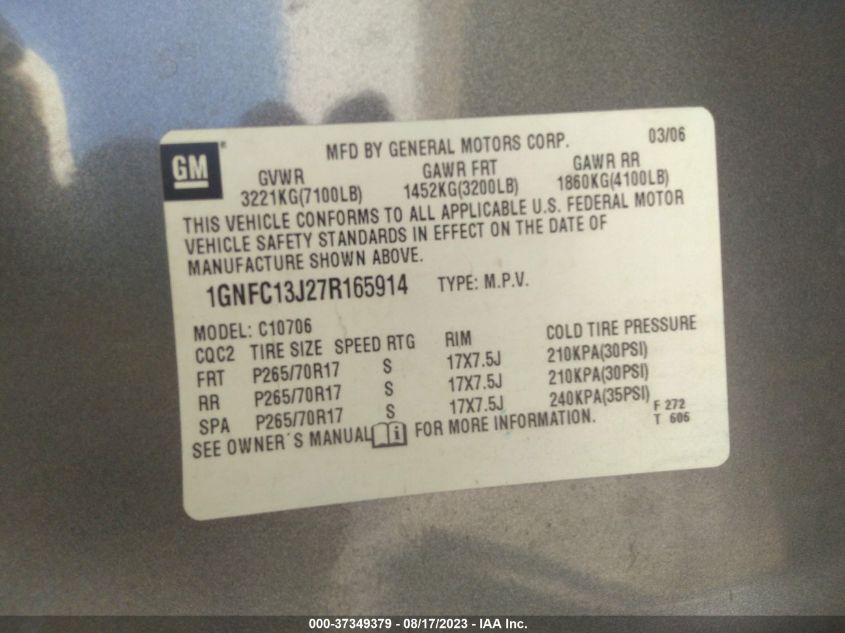 GM
MFD BY GENERAL MOTORS CORP. 03/06
GVWR GAWR FRT GAWR RR
3221KG(7100LB) 1452KG(3200LB) 1860KG(4100LB)
THIS VEHICLE CONFORMS TO ALL APPLICABLE U.S. FEDERAL MOTOR
VEHICLE SAFETY STANDARDS IN EFFECT ON THE DATE OF
MANUFACTURE SHOWN ABOVE.
1GNFC13J27R165914 TYPE: M.P.V.
MODEL: C10706
CQC2 TIRE SIZE SPEED RTG RIM COLD TIRE PRESSURE
FRT P265/70R17 S 17X7.5J 210KPA(30PSI)
RR P265/70R17 S 17X7.5J 210KPA(30PSI)
SPA P265/70R17 S 17X7.5J 240KPA(35PSI)
SEE OWNER´S MANUAL i FOR MORE INFORMATION.
F 272
T 606
000-37349379 - 08/17/2023 - IAA Inc.